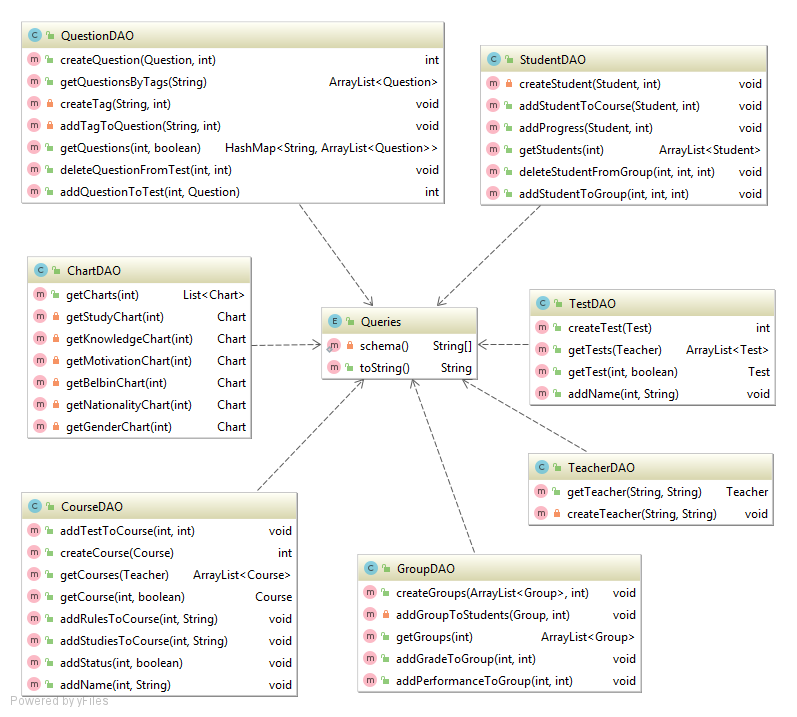 QuestionDAO
createQuestion(Question, int) int
getQuestionsByTags(String) ArrayList<Question>
createTag(String, int) void
addTagToQuestion(String, int) void
getQuestions(int, boolean) HashMap<String, ArrayList<Question>>
deleteQuestionFromTest(int, int) void
addQuestionToTest(int, Question) int
StudentDAO
createStudent(Student, int) void
addStudentToCourse(Student, int) void
addProgress(Student, int) void
getStudents(int) ArrayList<Student>
deleteStudentFromGroup(int, int, int) void
addStudentToGroup(int, int, int) void
ChartDAO
getCharts(int) List<Chart>
getStudyChart(int) Chart
getKnowledgeChart(int) Chart
getMotivationChart(int) Chart
getBelbinChart(int) Chart
getNationalityChart(int) Chart
getGenderChart(int) Chart
Queries
schema() String[]
toString() String
TestDAO
createTest(Test) int
getTests(Teacher) ArrayList<Test>
getTest(int, boolean) Test
addName(int, String) void
TeacherDAO
getTeacher(String, String) Teacher
createTeacher(String, String) void
CourseDAO
addTestToCourse(int, int) void
createCourse(Course) int
getCourses(Teacher) ArrayList<Course>
getCourse(int, boolean) Course
addRulesToCourse(int, String) void
addStudiesToCourse(int, String) void
addStatus(int, boolean) void
addName(int, String) void
GroupDAO
createGroups(ArrayList<Group>, int) void
addGroupToStudents(Group, int) void
getGroups(int) ArrayList<Group>
addGradeToGroup(int, int) void
addPerformanceToGroup(int, int) void
Powered by yFiles